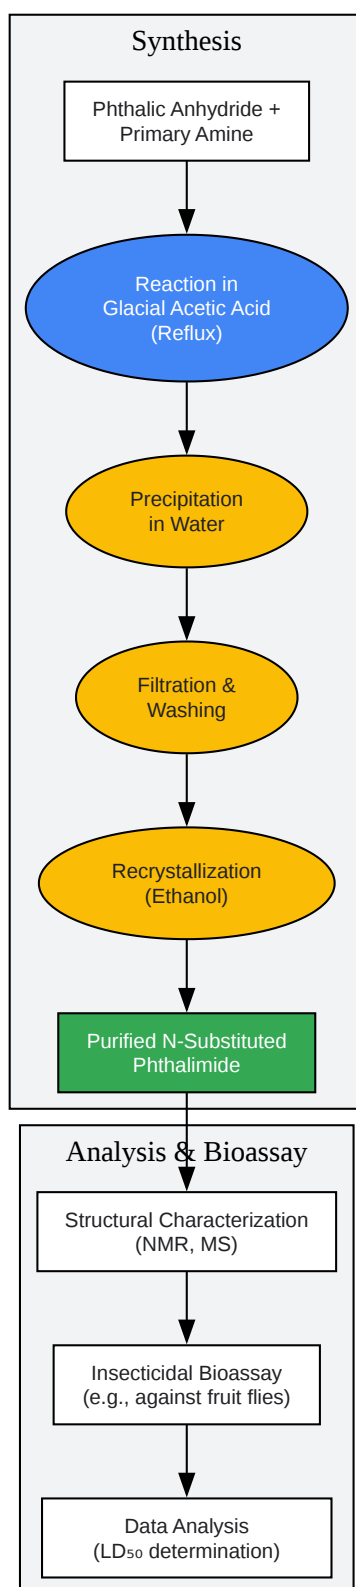 Synthesis
Phthalic Anhydride +
Primary Amine
Reaction in
Glacial Acetic Acid
(Reflux)
Precipitation
in Water
Filtration &
Washing
Recrystallization
(Ethanol)
Purified N-Substituted
Phthalimide
Analysis & Bioassay
Structural Characterization
(NMR, MS)
Insecticidal Bioassay
(e.g., against fruit flies)
Data Analysis
(LD₅₀ determination)